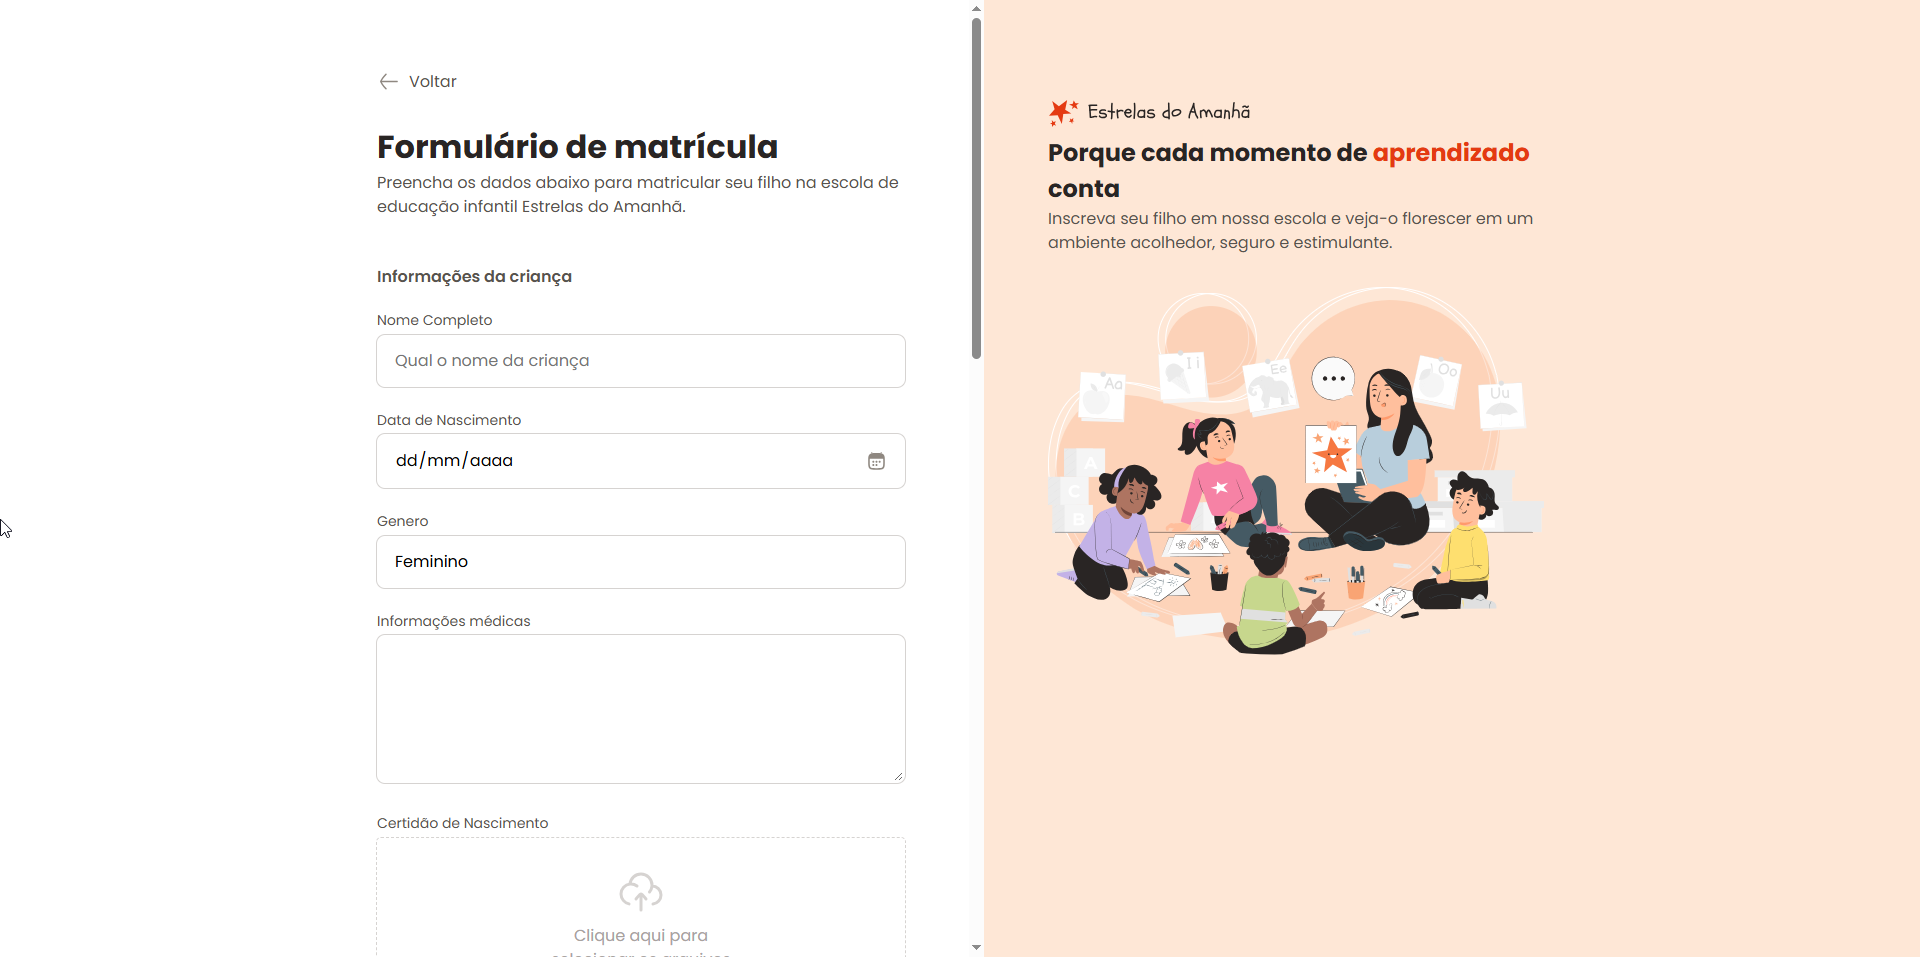 Voltar
Formulário de matrícula
Preencha os dados abaixo para matricular seu filho na escola de
educação infantil Estrelas do Amanhã.
Informações da criança
Nome Completo
Qual o nome da criança
Data de Nascimento
dd/mm/aaaa
Genero
Feminino
Informações médicas
Certidão de Nascimento
Clique aqui para
Estrelas do Amanhã
Porque cada momento de aprendizado
conta
Inscreva seu filho em nossa escola e veja-o florescer em um
ambiente acolhedor, seguro e estimulante.
Aa
I i
Ee
Oo
Uu
A
C
B